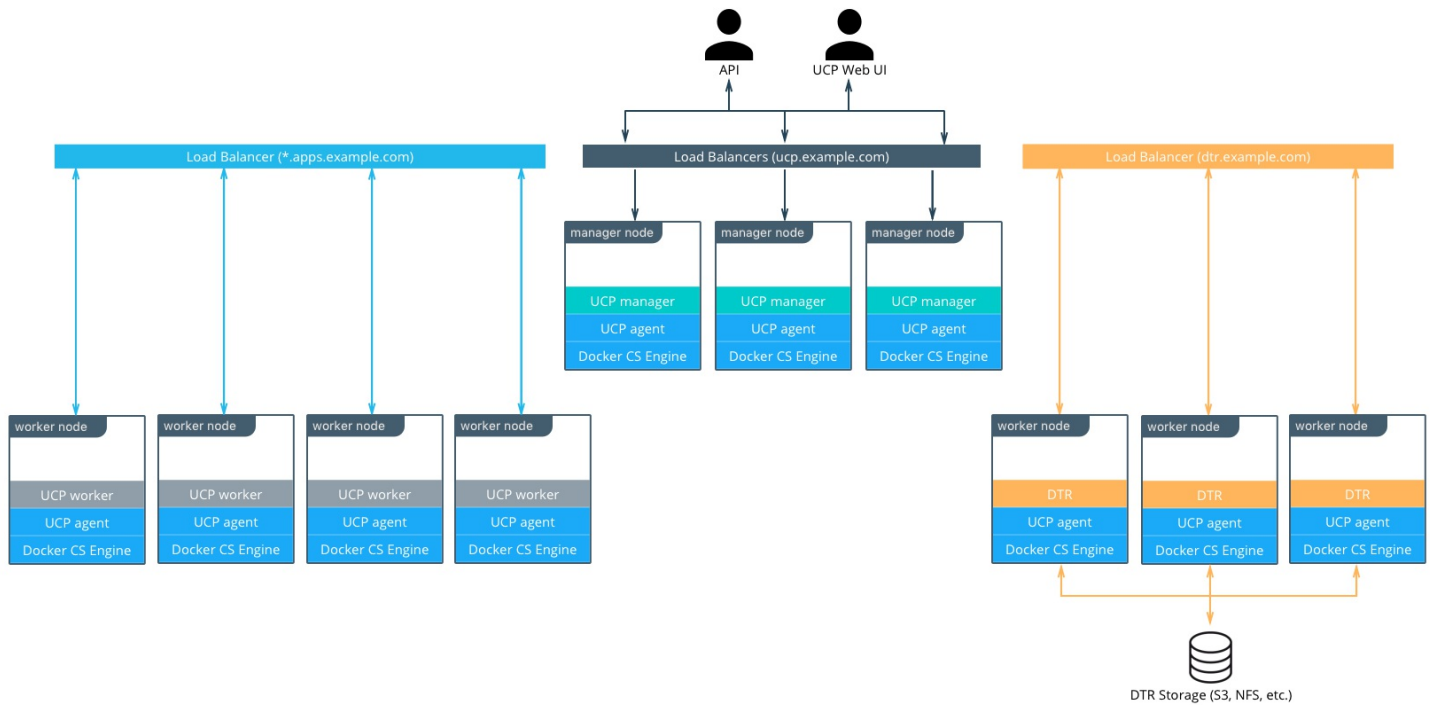 API
UCP Web UI
Load Balancer (*.apps.example.com)
Load Balancers (ucp.example.com)
Load Balancer (dtr.example.com)
manager node
UCP manager
UCP agent
Docker CS Engine
manager node
UCP manager
UCP agent
Docker CS Engine
manager node
UCP manager
UCP agent
Docker CS Engine
worker node
UCP worker
UCP agent
Docker CS Engine
worker node
UCP worker
UCP agent
Docker CS Engine
worker node
UCP worker
UCP agent
Docker CS Engine
worker node
UCP worker
UCP agent
Docker CS Engine
worker node
DTR
UCP agent
Docker CS Engine
worker node
DTR
UCP agent
Docker CS Engine
worker node
DTR
UCP agent
Docker CS Engine
DTR Storage (S3, NFS, etc.)